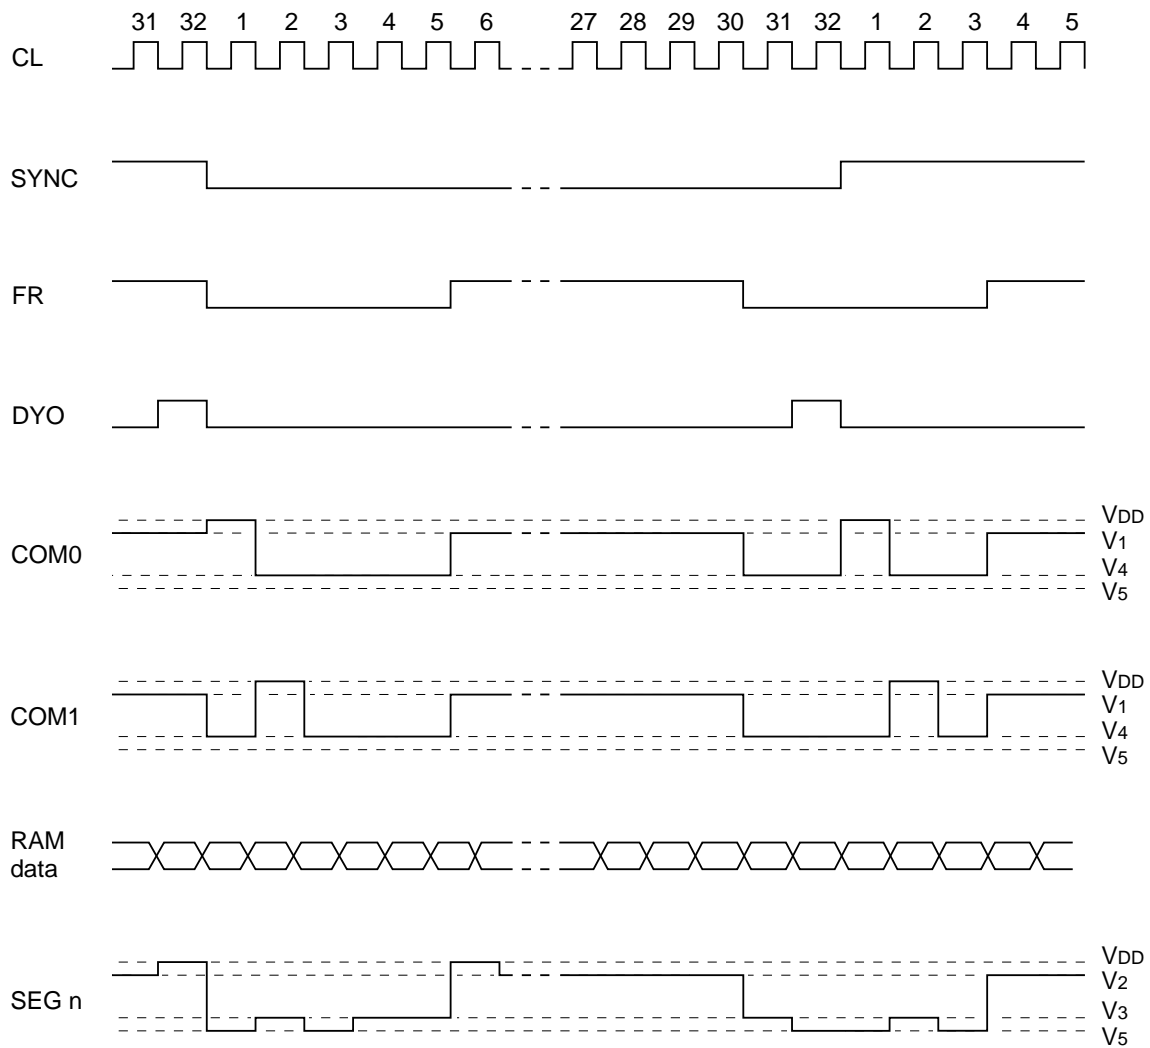 31 32 1 2 3 4 5 6 27 28 29 30 31 32 1 2 3 4 5
CL
SYNC
FR
DYO
COM0
VDD
V1
V4
V5
COM1
VDD
V1
V4
V5
RAM
data
SEG n
VDD
V2
V3
V5